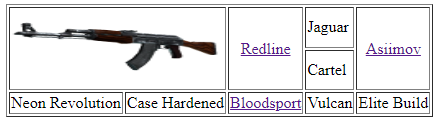 Redline
Jaguar
Cartel
Asiimov
Neon Revolution
Case Hardened
Bloodsport
Vulcan
Elite Build